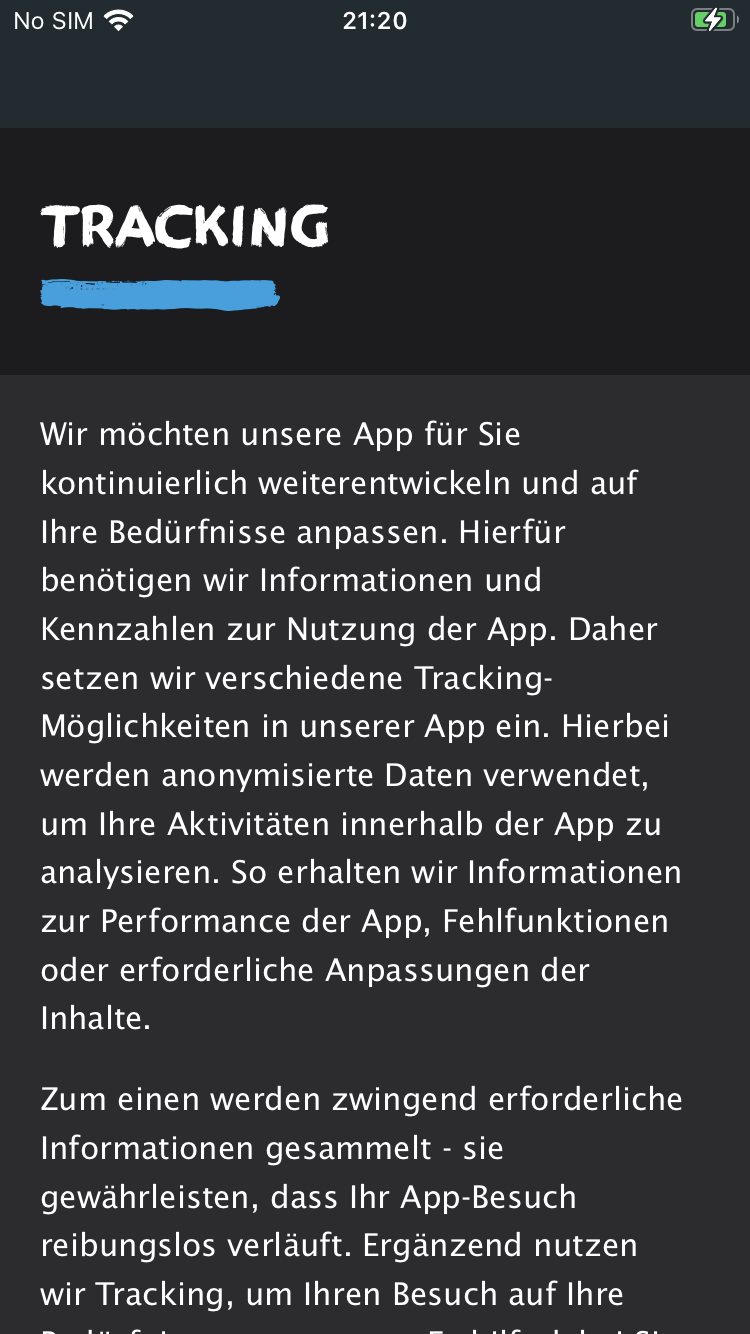 No SIM 21:20
TRACKING
Wir möchten unsere App für Sie
kontinuierlich weiterentwickeln und auf
Ihre Bedürfnisse anpassen. Hierfür
benötigen wir Informationen und
Kennzahlen zur Nutzung der App. Daher
setzen wir verschiedene Tracking-
Möglichkeiten in unserer App ein. Hierbei
werden anonymisierte Daten verwendet,
um Ihre Aktivitäten innerhalb der App zu
analysieren. So erhalten wir Informationen
zur Performance der App, Fehlfunktionen
oder erforderliche Anpassungen der
Inhalte.
Zum einen werden zwingend erforderliche
Informationen gesammelt - sie
gewährleisten, dass Ihr App-Besuch
reibungslos verläuft. Ergänzend nutzen
wir Tracking, um Ihren Besuch auf Ihre